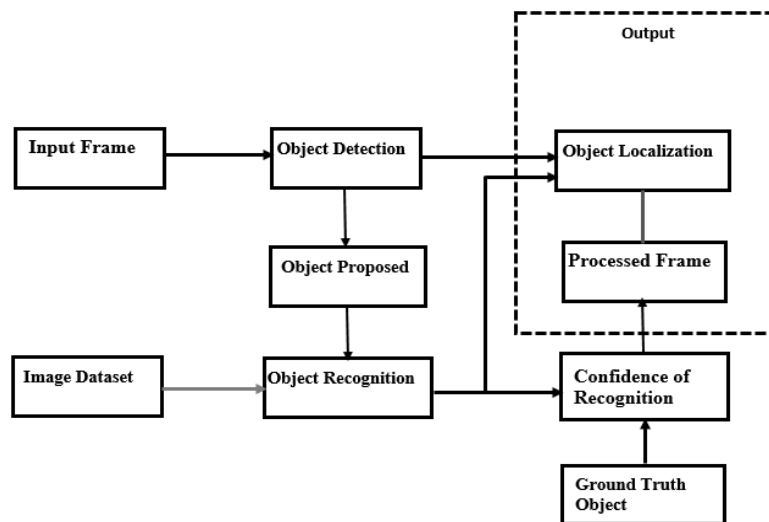 Output
Input Frame
Object Detection
Object Localization
Object Proposed
Processed Frame
Image Dataset
Object Recognition
Confidence of
Recognition
Ground Truth
Object